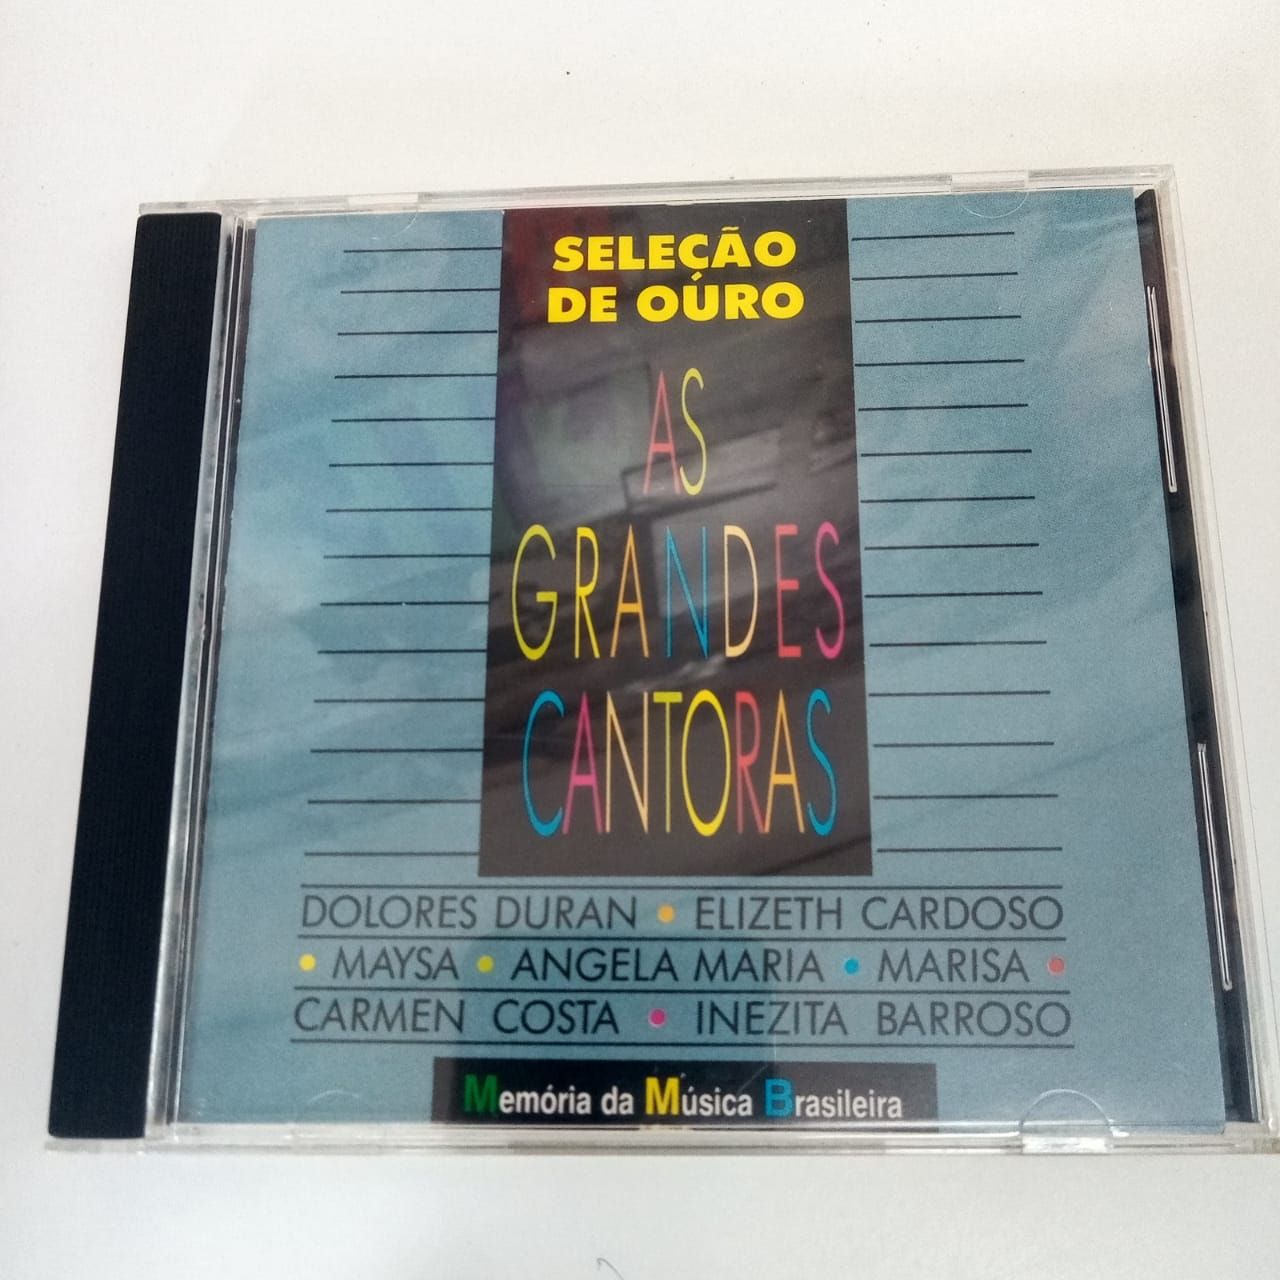 SELEÇÃO
DE OURO
AS
GRANDES
CANTORAS
DOLORES DURAN • ELIZETH CARDOSO
• MAYSA • ANGELA MARIA • MARISA •
CARMEN COSTA • INEZITA BARROSO
Memória da Música Brasileira